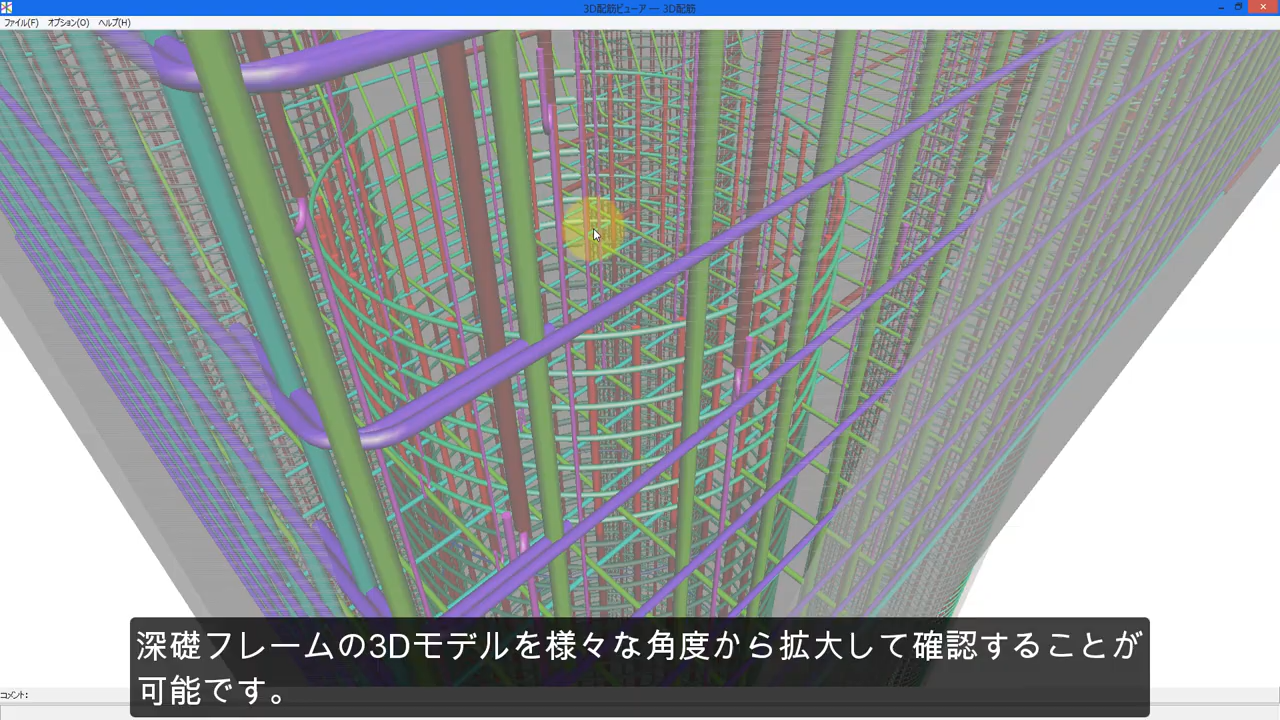 3D配筋ビューアー ― 3D配筋
ファイル(F) オプション(O) ヘルプ(H)
深礎フレームの3Dモデルを様々な角度から拡大して確認することが
可能です。
コメント: